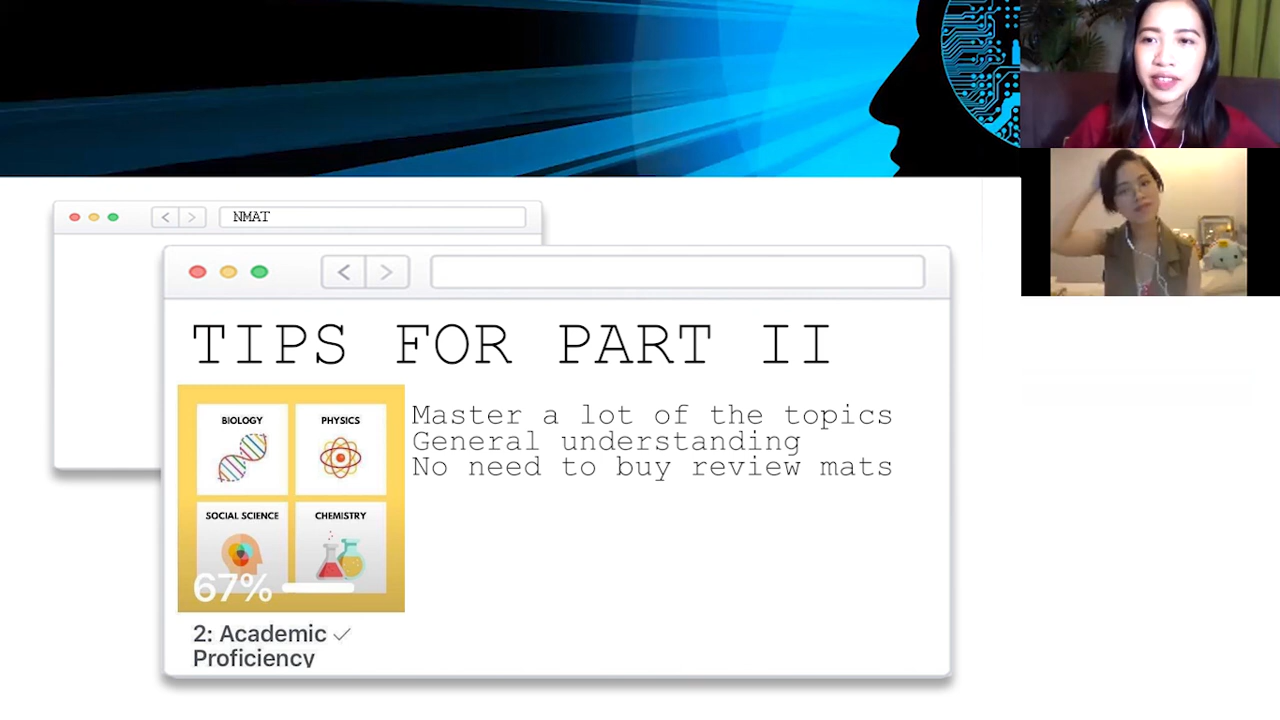 NMAT
TIPS FOR PART II
BIOLOGY
PHYSICS
SOCIAL SCIENCE
CHEMISTRY
67%
2: Academic
Proficiency
Master a lot of the topics
General understanding
No need to buy review mats